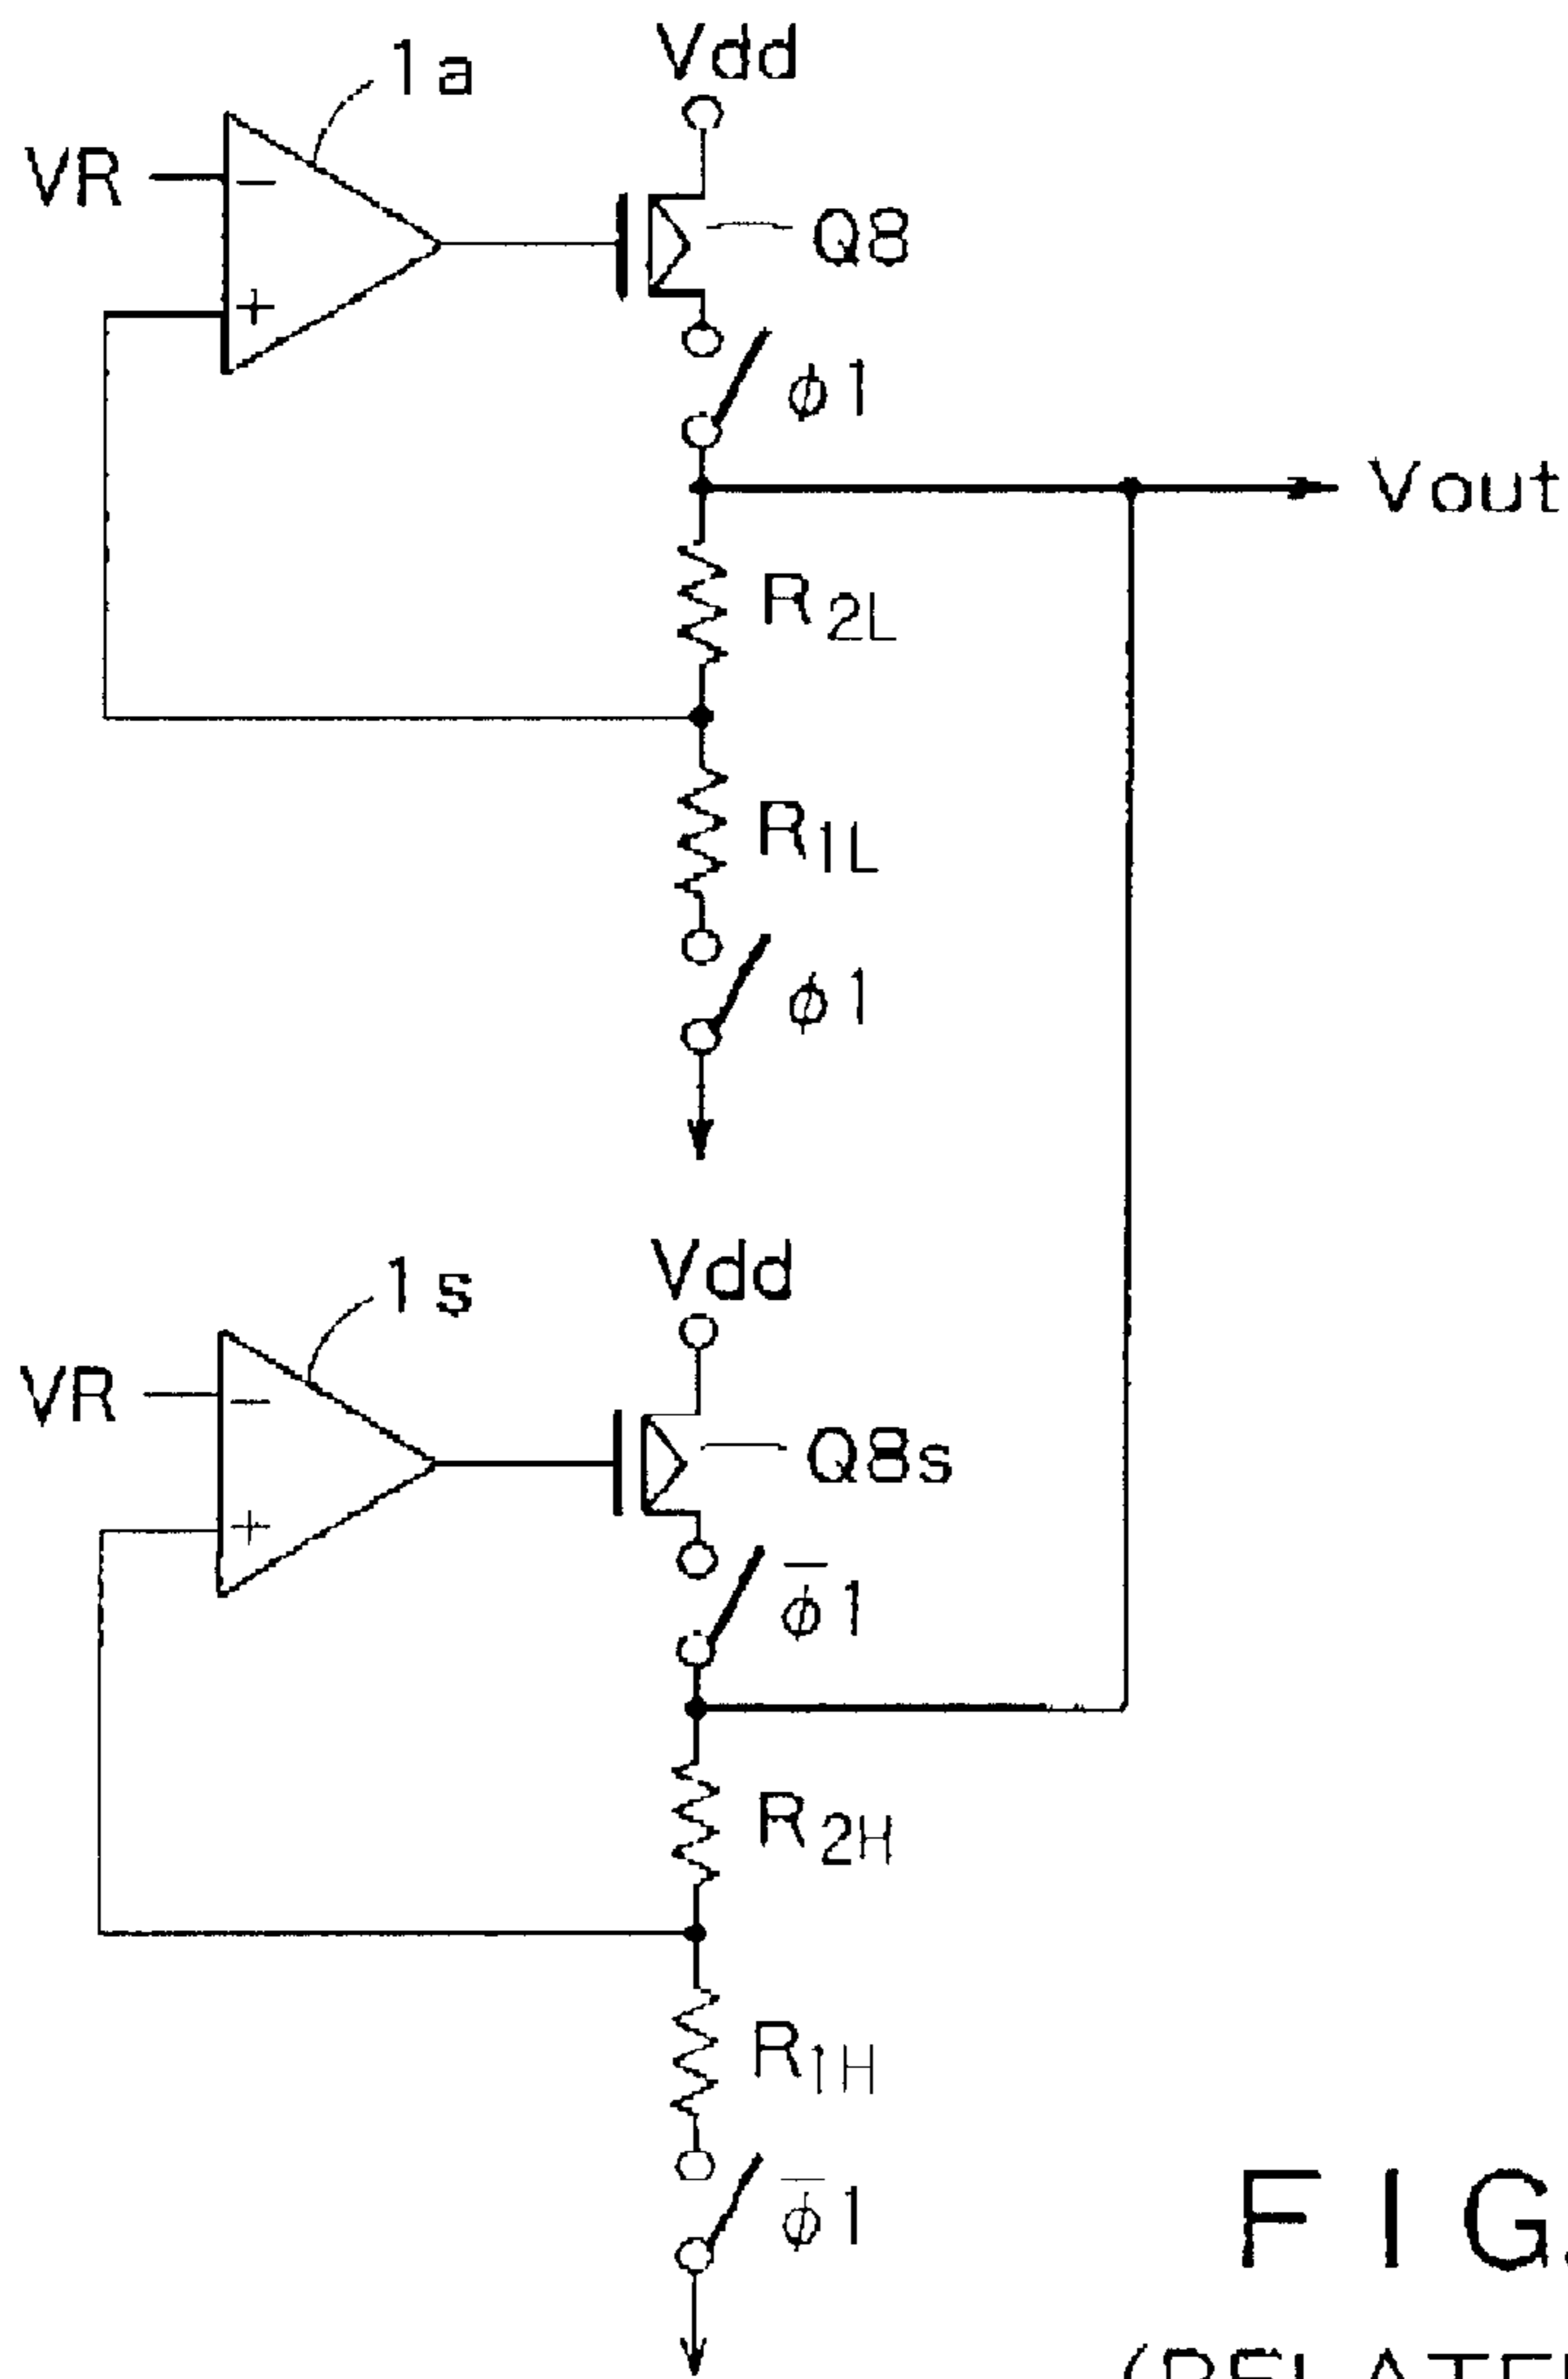 1a
Vdd
VR
−
+
Q8
ϕ1
Vout
R2L
R1L
ϕ1
1s
Vdd
VR
−
+
Q8s
ϕ̅1
R2H
R1H
ϕ̅1
FIG.